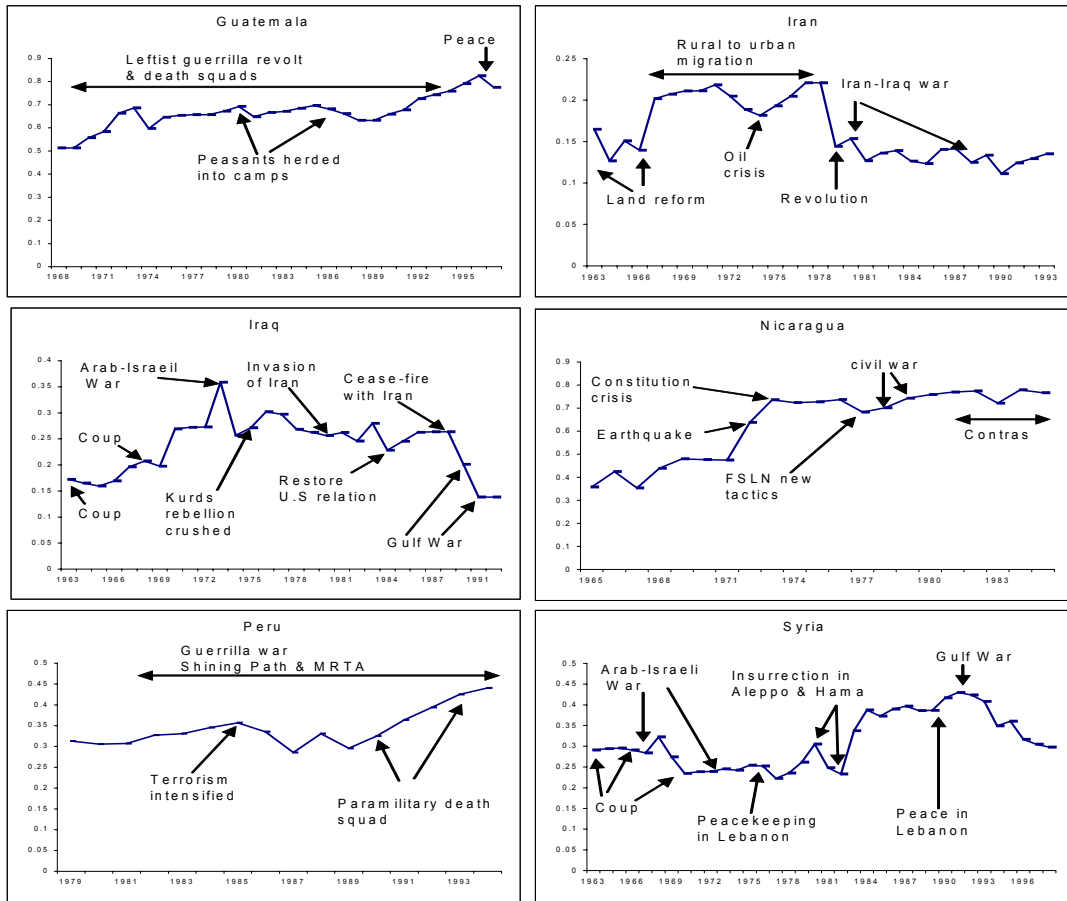 Guatemala
Peace
Leftist guerrilla revolt
& death squads
Peasants herded
into camps
0.9
0.8
0.7
0.6
0.5
0.4
0.3
0.2
0.1
0
1968 1971 1974 1977 1980 1983 1986 1989 1992 1995
Iran
Rural to urban
migration
Iran-Iraq war
Oil
crisis
Land reform
Revolution
0.25
0.2
0.15
0.1
0.05
0
1963 1966 1969 1972 1975 1978 1981 1984 1987 1990 1993
Iraq
Arab-Israeil
War
Invasion
of Iran
Cease-fire
with Iran
Coup
Coup
Kurds
rebellion
crushed
Restore
U.S relation
Gulf War
0.4
0.35
0.3
0.25
0.2
0.15
0.1
0.05
0
1963 1966 1969 1972 1975 1978 1981 1984 1987 1991
Nicaragua
civil war
Constitution
crisis
Earthquake
FSLN new
tactics
Contras
0.9
0.8
0.7
0.6
0.5
0.4
0.3
0.2
0.1
0
1965 1968 1971 1974 1977 1980 1983
Peru
Guerrilla war
Shining Path & MRTA
Terrorism
intensified
Paramilitary death
squad
0.5
0.45
0.4
0.35
0.3
0.25
0.2
0.15
0.1
0.05
0
1979 1981 1983 1985 1987 1989 1991 1993
Syria
Gulf War
Arab-Israeli
War
Insurrection in
Aleppo & Hama
Coup
Peacekeeping
in Lebanon
Peace in
Lebanon
0.5
0.45
0.4
0.35
0.3
0.25
0.2
0.15
0.1
0.05
0
1963 1966 1969 1972 1975 1978 1981 1984 1987 1990 1993 1996